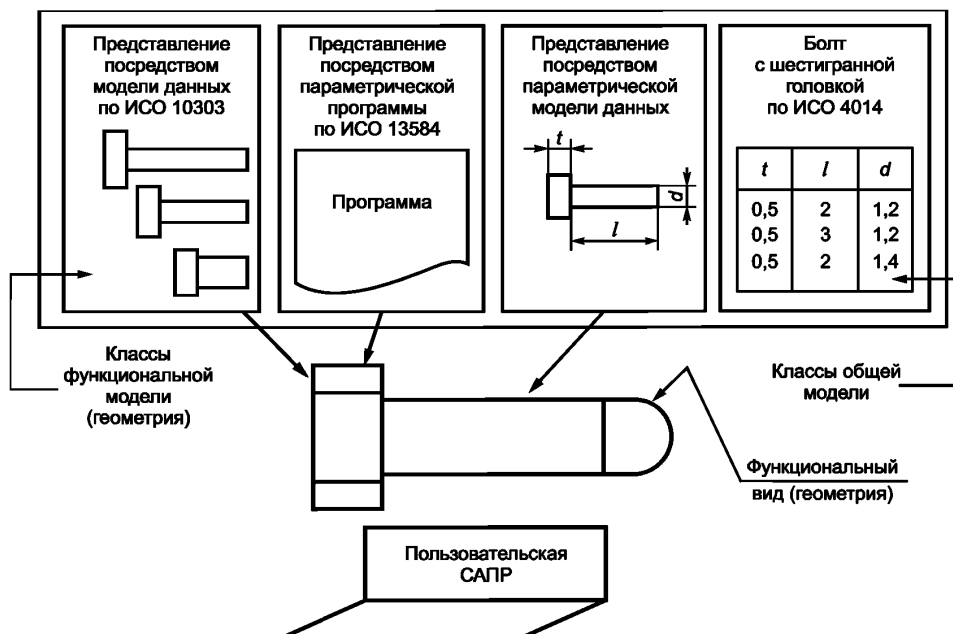 Представление
посредством
модели данных
по ИСО 10303
Представление
посредством
параметрической
программы
по ИСО 13584
Программа
Представление
посредством
параметрической
модели данных
t
d
l
Болт
с шестигранной
головкой
по ИСО 4014
t l d
0,5 2 1,2
0,5 3 1,2
0,5 2 1,4
Классы
функциональной
модели
(геометрия)
Классы общей
модели
Функциональный
вид (геометрия)
Пользовательская
САПР